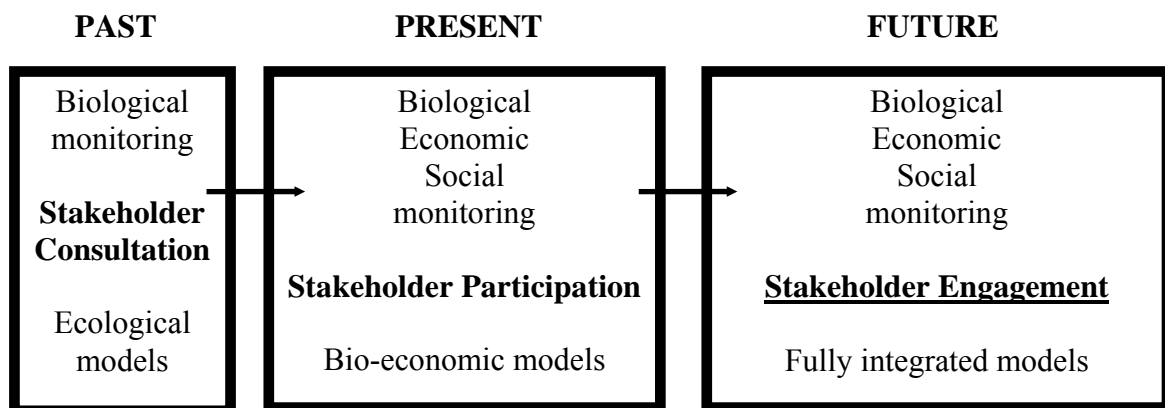 PAST
Biological
monitoring
Stakeholder
Consultation
Ecological
models
PRESENT
Biological
Economic
Social
monitoring
Stakeholder Participation
Bio-economic models
FUTURE
Biological
Economic
Social
monitoring
Stakeholder Engagement
Fully integrated models